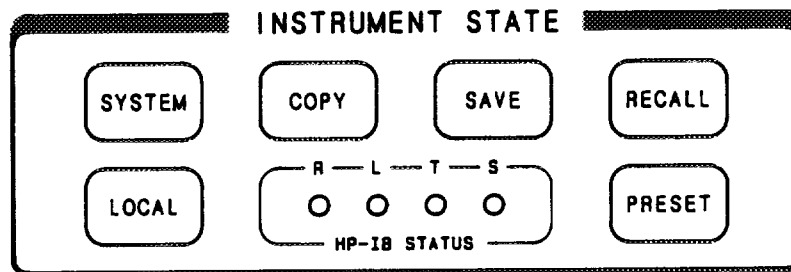 INSTRUMENT STATE
SYSTEM
COPY
SAVE
RECALL
LOCAL
R L T S
HP-IB STATUS
PRESET